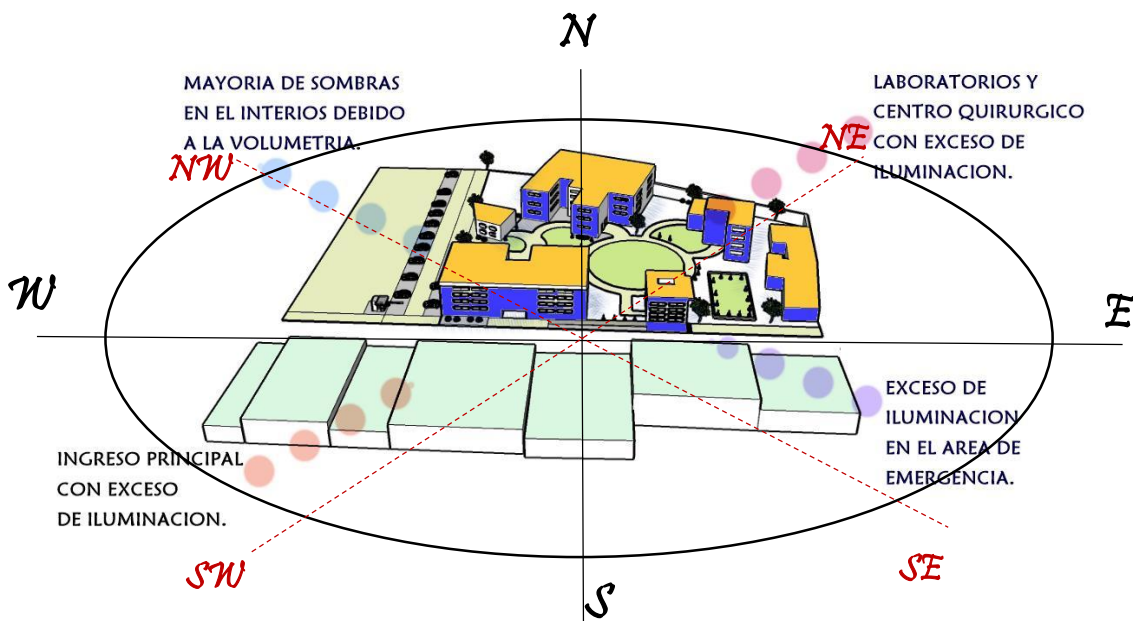 N
MAYORIA DE SOMBRAS
EN EL INTERIOS DEBIDO
A LA VOLUMETRIA.
NW
LABORATORIOS Y
CENTRO QUIRURGICO
CON EXCESO DE
ILUMINACION.
NE
W
E
INGRESO PRINCIPAL
CON EXCESO
DE ILUMINACION.
SW
EXCESO DE
ILUMINACION
EN EL AREA DE
EMERGENCIA.
SE
S